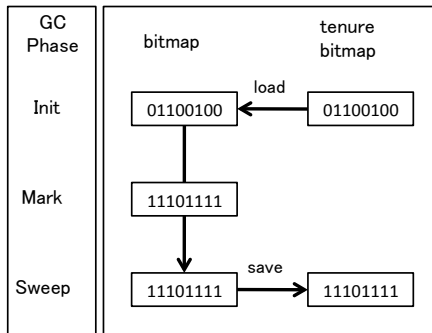 GC
Phase
bitmap
tenure
bitmap
Init
01100100
load
01100100
Mark
11101111
Sweep
11101111
save
11101111